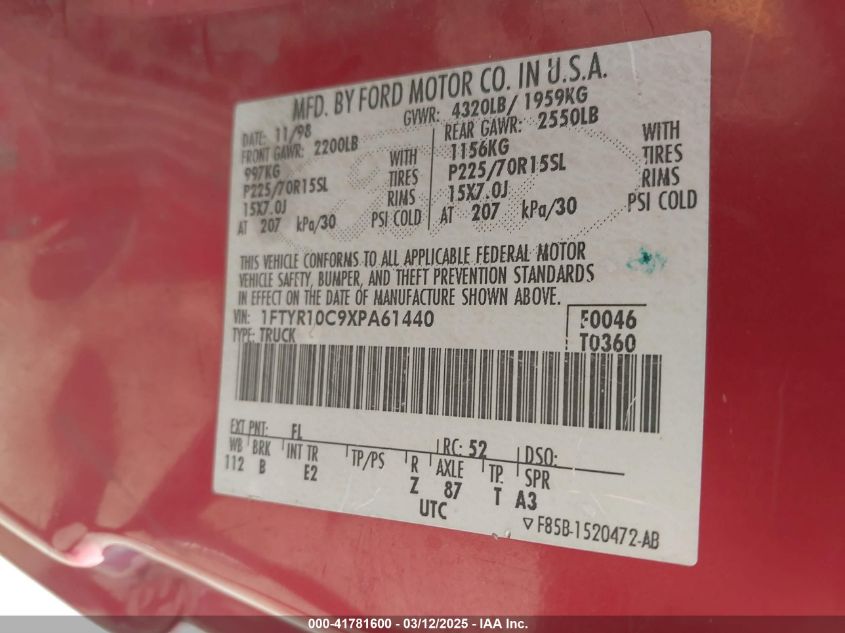 MFD. BY FORD MOTOR CO. IN U.S.A.
DATE: 11/98 GVWR: 4320LB/ 1959KG
FRONT GAWR: 2200LB REAR GAWR: 2550LB
997KG WITH 1156KG WITH
P225/70R15SL TIRES P225/70R15SL TIRES
15X7.0J RIMS 15X7.0J RIMS
AT 207 kPa/30 PSI COLD AT 207 kPa/30 PSI COLD
THIS VEHICLE CONFORMS TO ALL APPLICABLE FEDERAL MOTOR
VEHICLE SAFETY, BUMPER, AND THEFT PREVENTION STANDARDS
IN EFFECT ON THE DATE OF MANUFACTURE SHOWN ABOVE.
VIN: 1FTYR10C9XPA61440 F0046
TYPE: TRUCK T0360
EXT PNT: FL RC: 52 DSO:
WB BRK INT TR TP/PS R AXLE TP. SPR
112 B E2 Z 87 T A3
UTC
F85B-1520472-AB
000-41781600 - 03/12/2025 - IAA Inc.